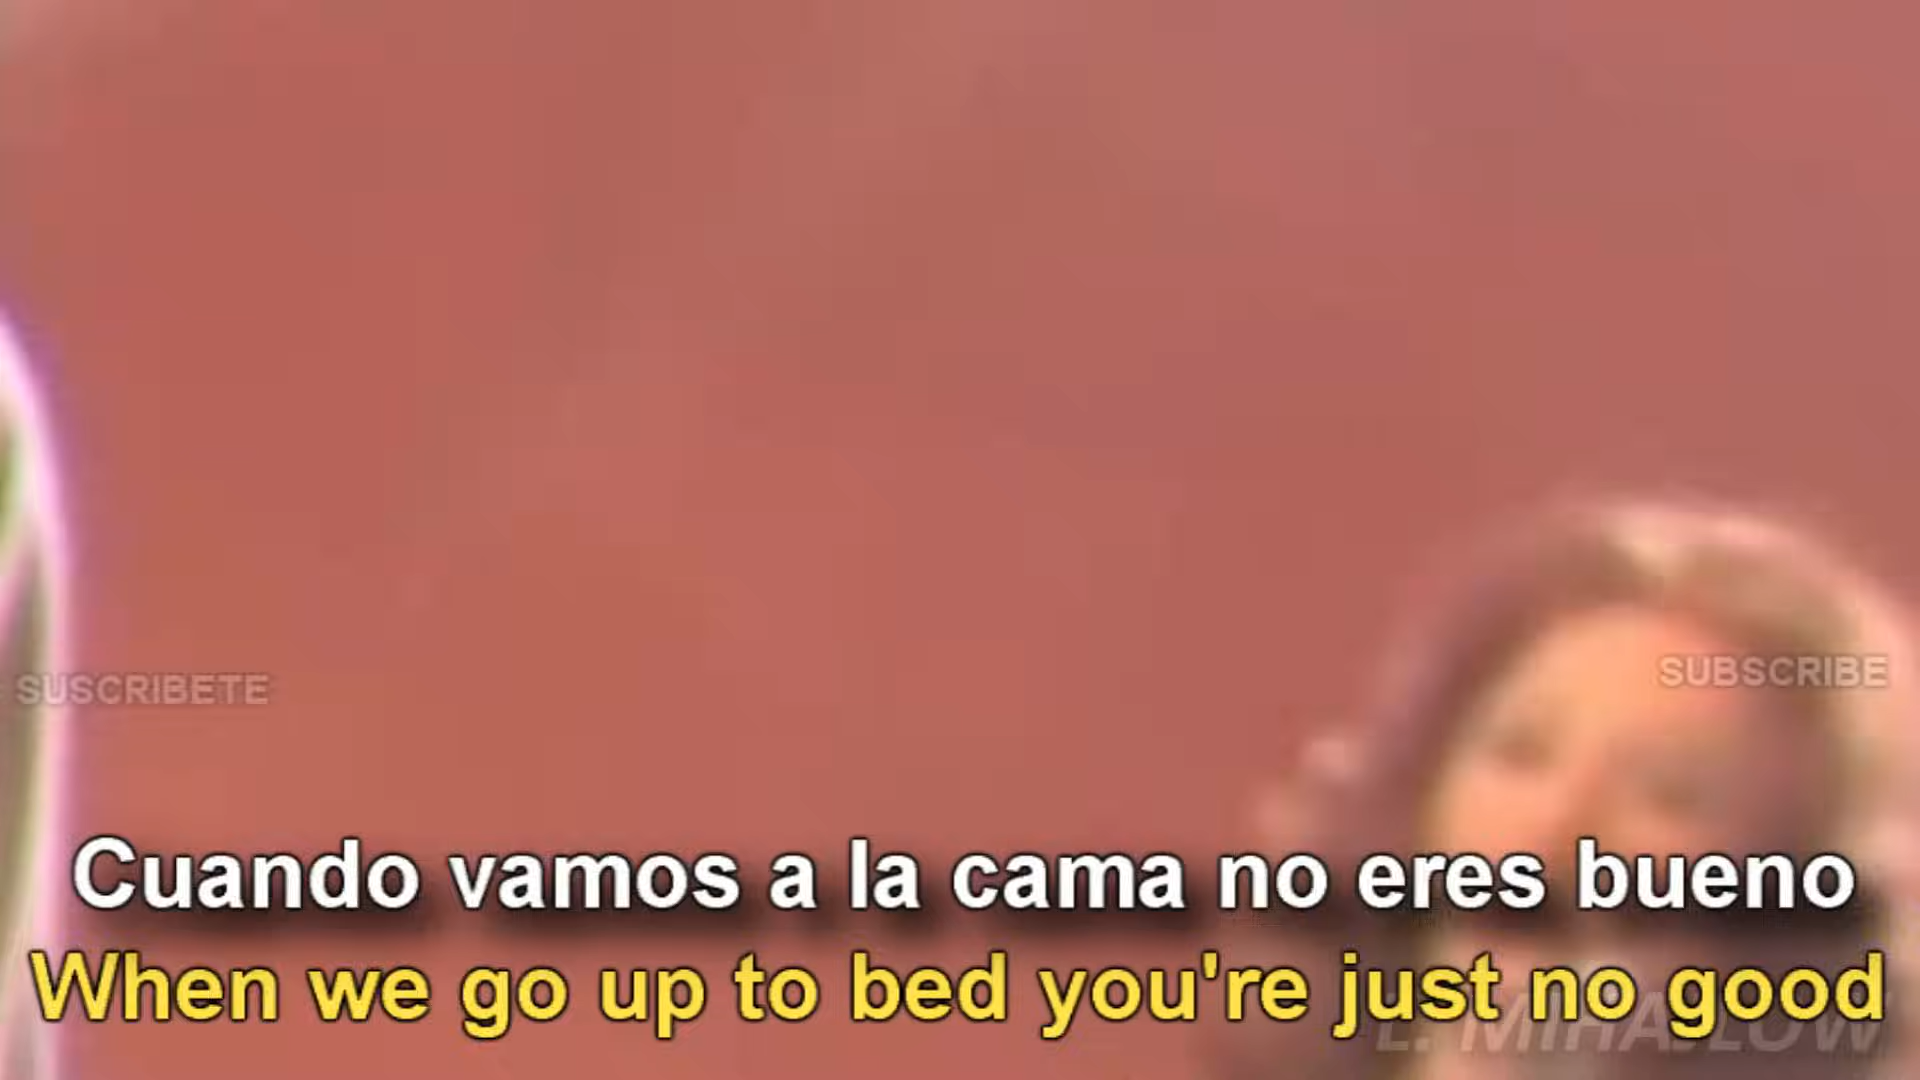 SUBSCRIBE
SUSCRIBETE
Cuando vamos a la cama no eres bueno
When we go up to bed you're just no good
L. MIHAJLOW